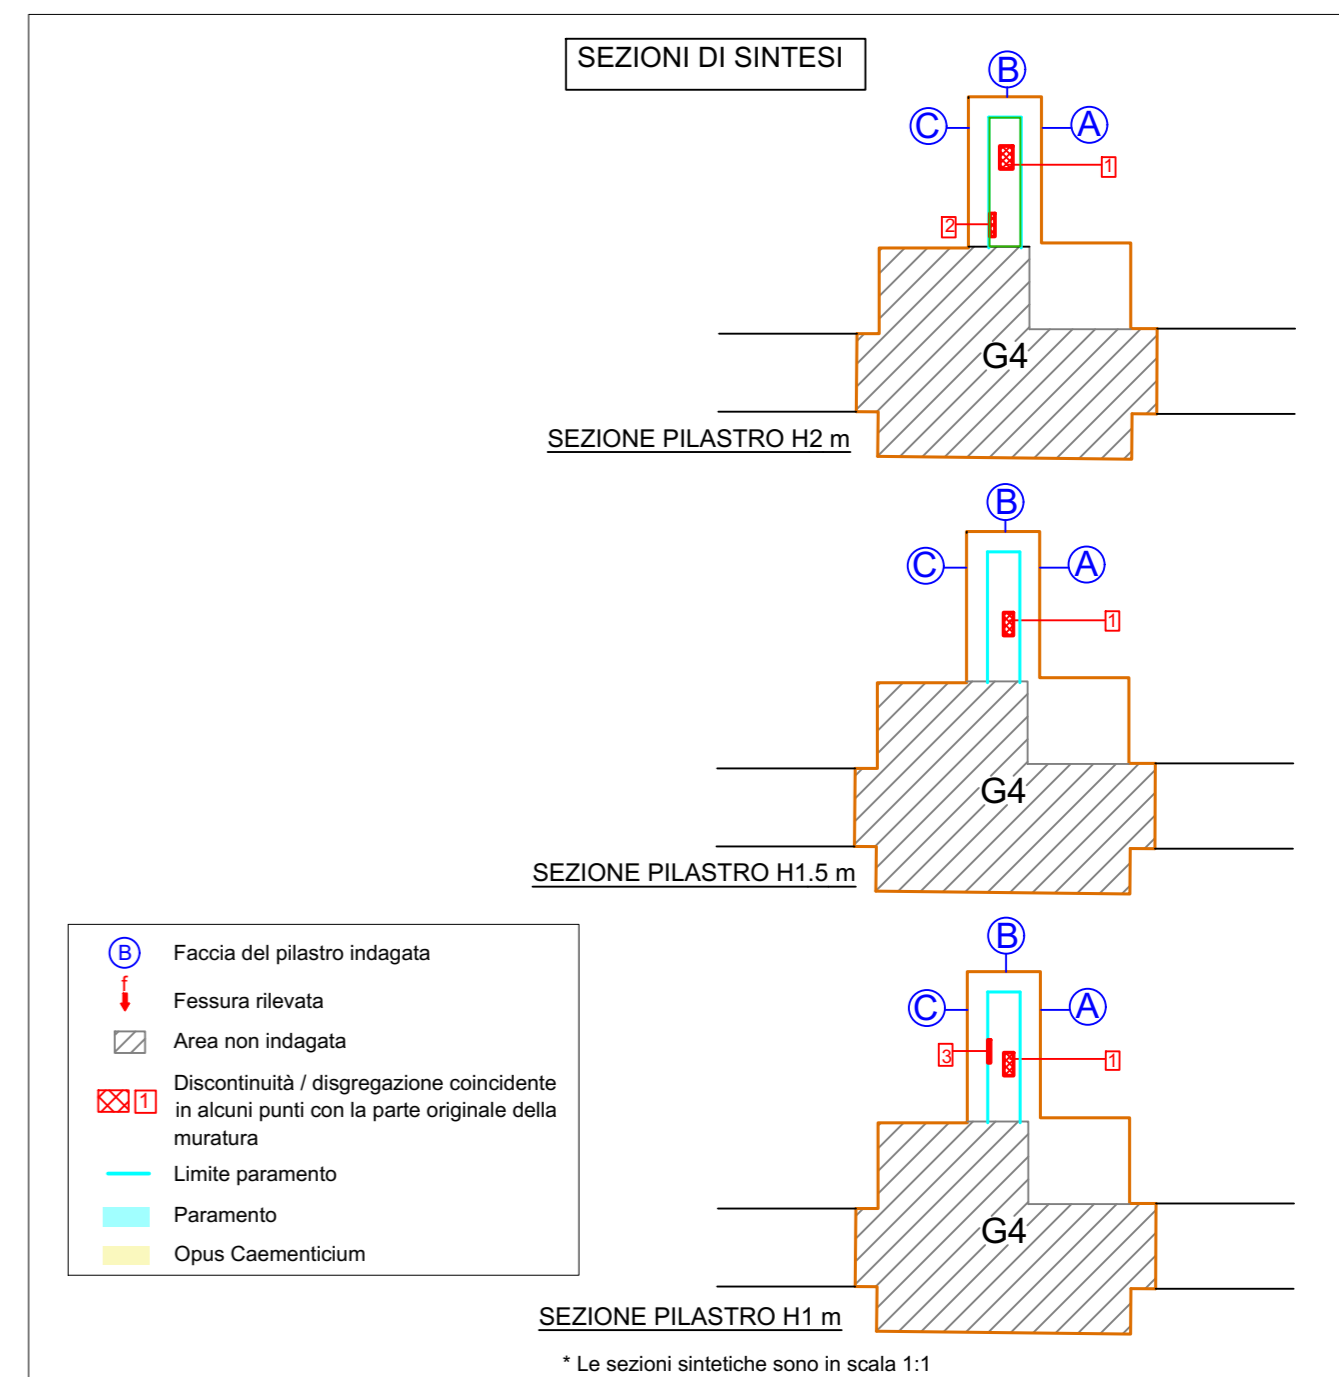 SEZIONI DI SINTESI
B
C
A
1
2
G4
SEZIONE PILASTRO H2 m
B
C
A
1
G4
SEZIONE PILASTRO H1.5 m
B
C
A
3
1
G4
SEZIONE PILASTRO H1 m
B Faccia del pilastro indagata
f Fessura rilevata
Area non indagata
1 Discontinuità / disgregazione coincidente
in alcuni punti con la parte originale della
muratura
Limite paramento
Paramento
Opus Caementicium
* Le sezioni sintetiche sono in scala 1:1